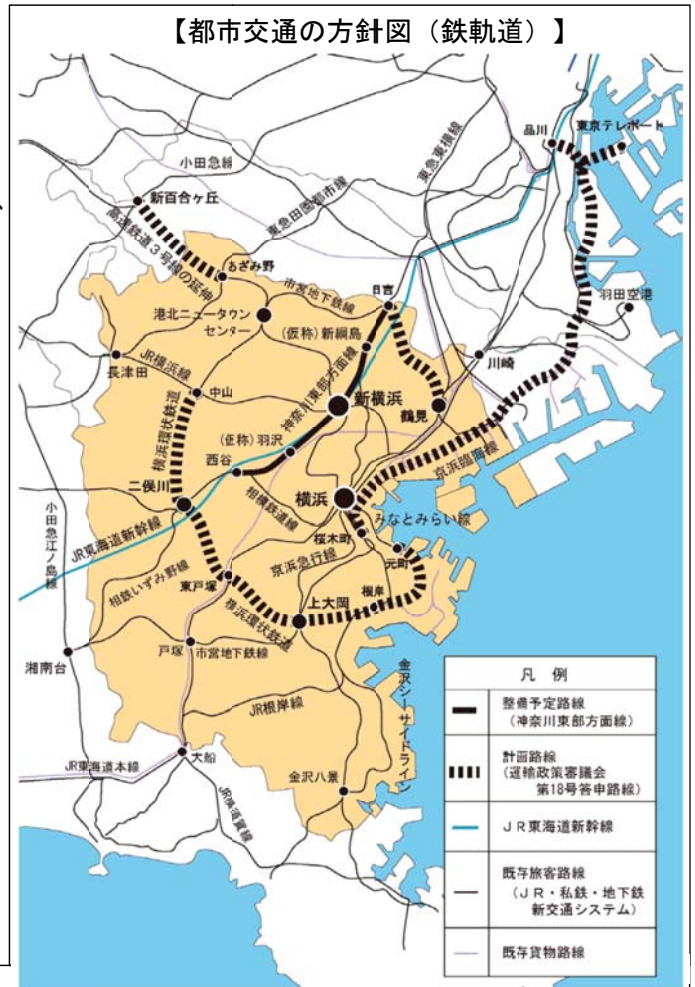 【都市交通の方針図（鉄軌道）】
品川
東京テレポート
小田急線
東急東横線
東急田園都市線
新百合ヶ丘
高速鉄道３号線の延伸
あざみ野
市営地下鉄線
日吉
羽田空港
港北ニュータウン
センター
(仮称)新綱島
JR横浜線
長津田
中山
神奈川東部方面線
川崎
新横浜
鶴見
横浜環状鉄道
(仮称)羽沢
西谷
京浜臨海線
二俣川
相模鉄道線
横浜
みなとみらい線
小田急江ノ島線
JR東海道新幹線
桜木町
京浜急行線
元町
相鉄いずみ野線
東戸塚
根岸
横浜環状鉄道
上大岡
戸塚
市営地下鉄線
湘南台
金沢シーサイドライン
JR根岸線
JR東海道本線
大船
金沢八景
JR横須賀線
凡 例
整備予定路線
（神奈川東部方面線）
計画路線
（運輸政策審議会
第18号答申路線）
ＪＲ東海道新幹線
既存旅客路線
（ＪＲ・私鉄・地下鉄
新交通システム）
既存貨物路線